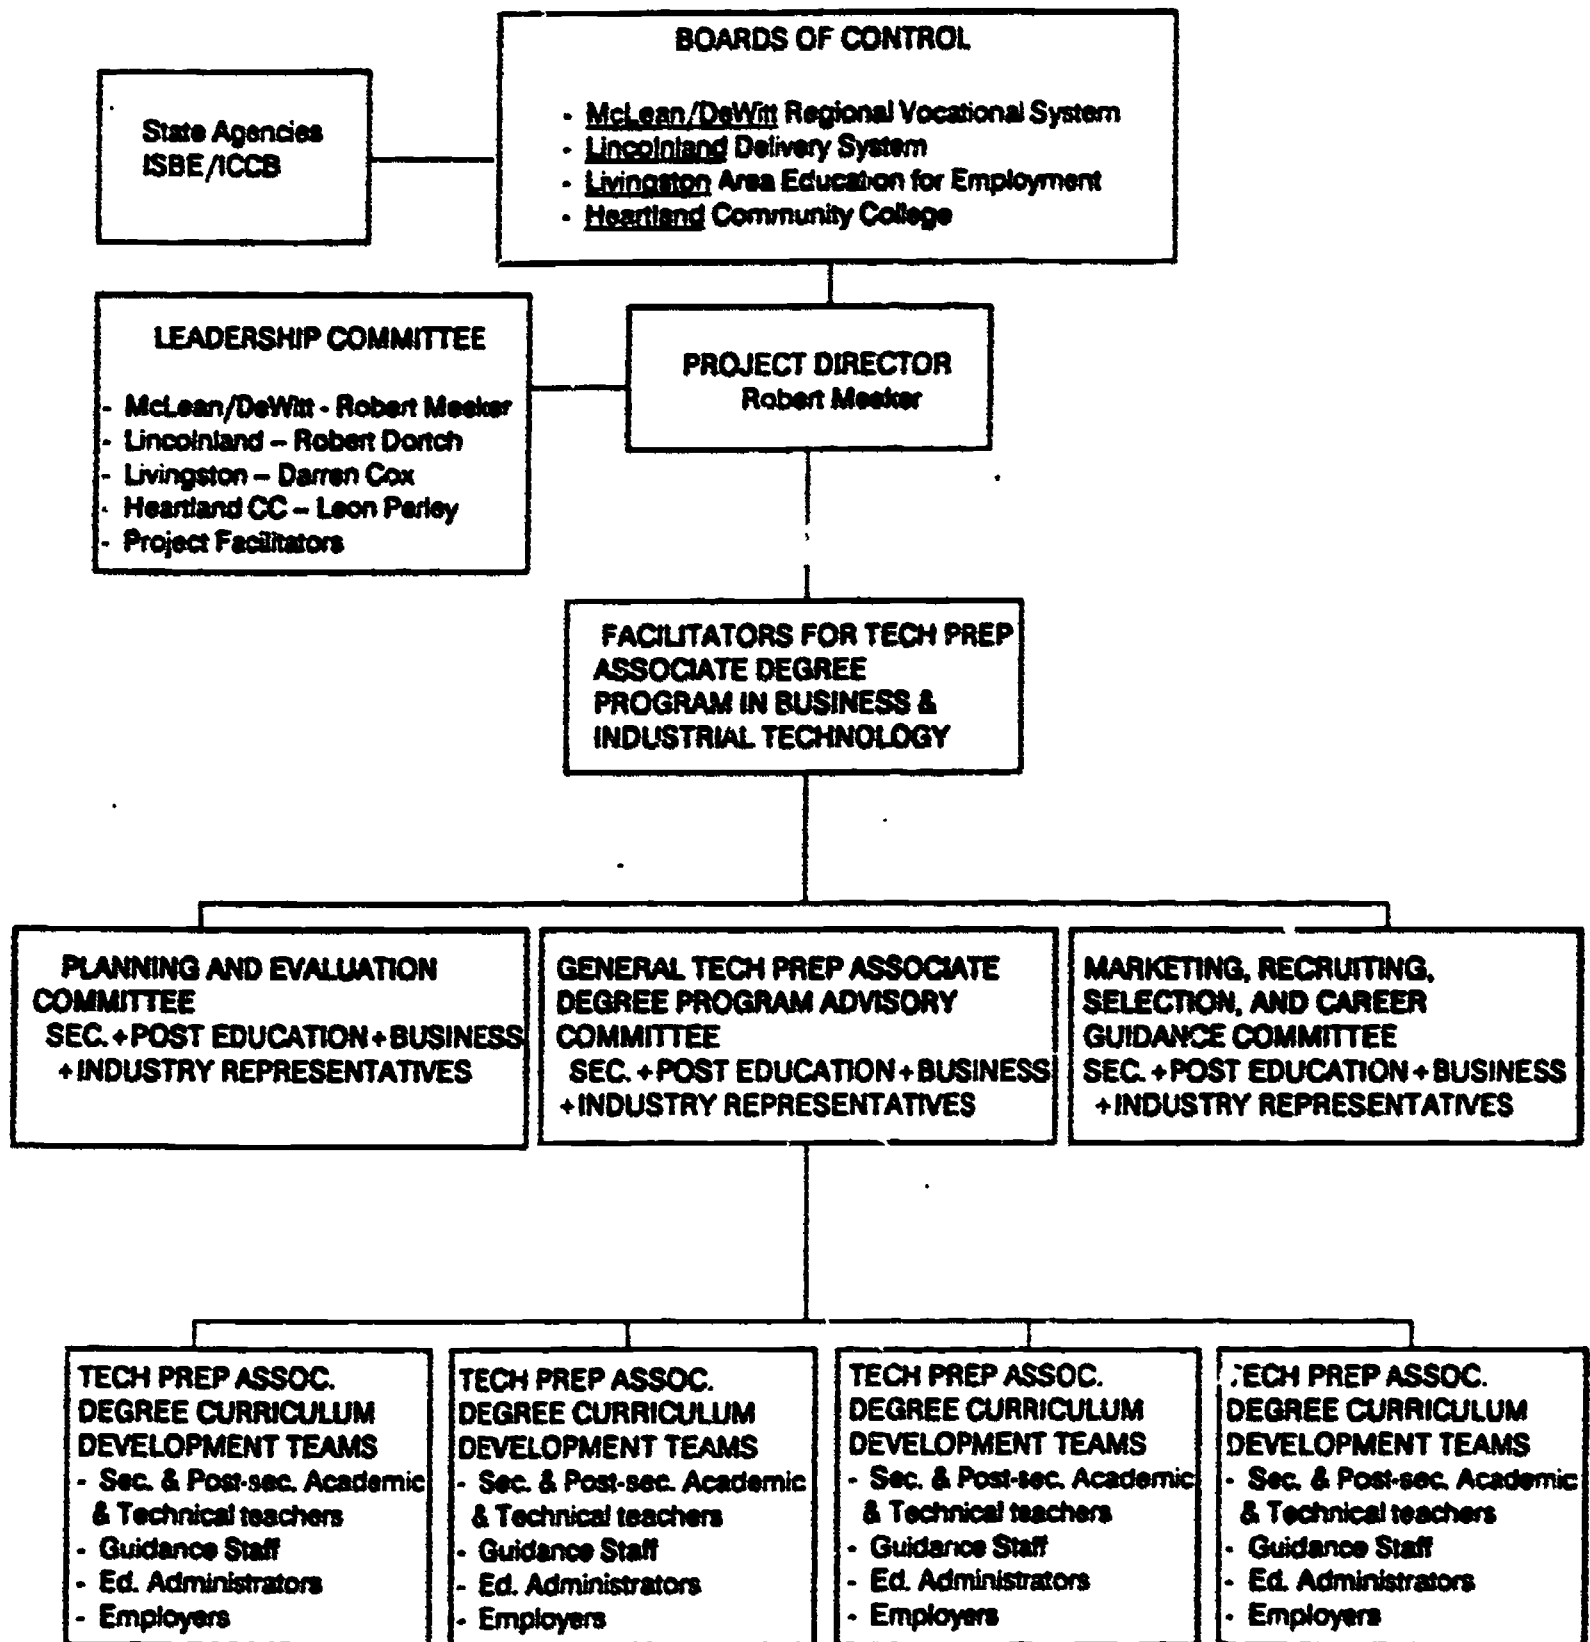 BOARDS OF CONTROL
- McLean/DeWitt Regional Vocational System
- Lincolnland Delivery System
- Livingston Area Education for Employment
- Heartland Community College
State Agencies
ISBE/ICCB
LEADERSHIP COMMITTEE
- McLean/DeWitt - Robert Meeker
- Lincolnland – Robert Dortch
- Livingston – Darren Cox
- Heartland CC – Leon Perley
- Project Facilitators
PROJECT DIRECTOR
Robert Meeker
FACILITATORS FOR TECH PREP
ASSOCIATE DEGREE
PROGRAM IN BUSINESS &
INDUSTRIAL TECHNOLOGY
PLANNING AND EVALUATION
COMMITTEE
SEC. + POST EDUCATION + BUSINESS
+ INDUSTRY REPRESENTATIVES
GENERAL TECH PREP ASSOCIATE
DEGREE PROGRAM ADVISORY
COMMITTEE
SEC. + POST EDUCATION + BUSINESS
+ INDUSTRY REPRESENTATIVES
MARKETING, RECRUITING,
SELECTION, AND CAREER
GUIDANCE COMMITTEE
SEC. + POST EDUCATION + BUSINESS
+ INDUSTRY REPRESENTATIVES
TECH PREP ASSOC.
DEGREE CURRICULUM
DEVELOPMENT TEAMS
- Sec. & Post-sec. Academic
& Technical teachers
- Guidance Staff
- Ed. Administrators
- Employers
TECH PREP ASSOC.
DEGREE CURRICULUM
DEVELOPMENT TEAMS
- Sec. & Post-sec. Academic
& Technical teachers
- Guidance Staff
- Ed. Administrators
- Employers
TECH PREP ASSOC.
DEGREE CURRICULUM
DEVELOPMENT TEAMS
- Sec. & Post-sec. Academic
& Technical teachers
- Guidance Staff
- Ed. Administrators
- Employers
TECH PREP ASSOC.
DEGREE CURRICULUM
DEVELOPMENT TEAMS
- Sec. & Post-sec. Academic
& Technical teachers
- Guidance Staff
- Ed. Administrators
- Employers